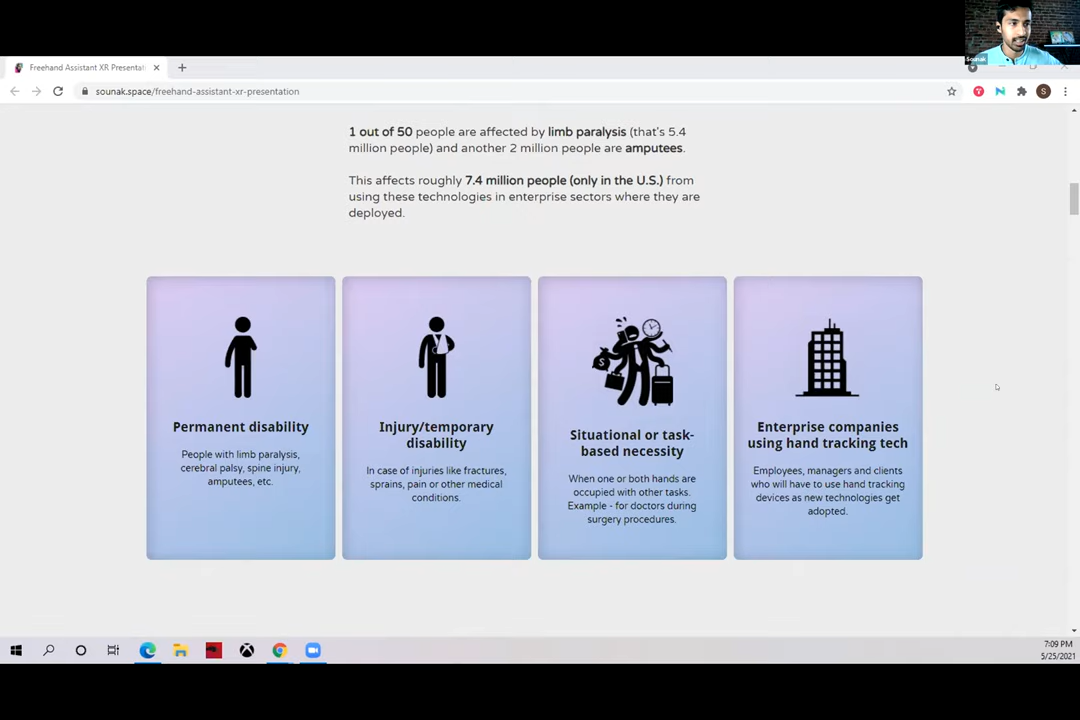 Sounak
Freehand Assistant XR Presentat
sounak.space/freehand-assistant-xr-presentation
S
1 out of 50 people are affected by limb paralysis (that's 5.4
million people) and another 2 million people are amputees.
This affects roughly 7.4 million people (only in the U.S.) from
using these technologies in enterprise sectors where they are
deployed.
Permanent disability
People with limb paralysis,
cerebral palsy, spine injury,
amputees, etc.
Injury/temporary
disability
In case of injuries like fractures,
sprains, pain or other medical
conditions.
$
Situational or task-
based necessity
When one or both hands are
occupied with other tasks.
Example - for doctors during
surgery procedures.
Enterprise companies
using hand tracking tech
Employees, managers and clients
who will have to use hand tracking
devices as new technologies get
adopted.
7:09 PM
5/25/2021